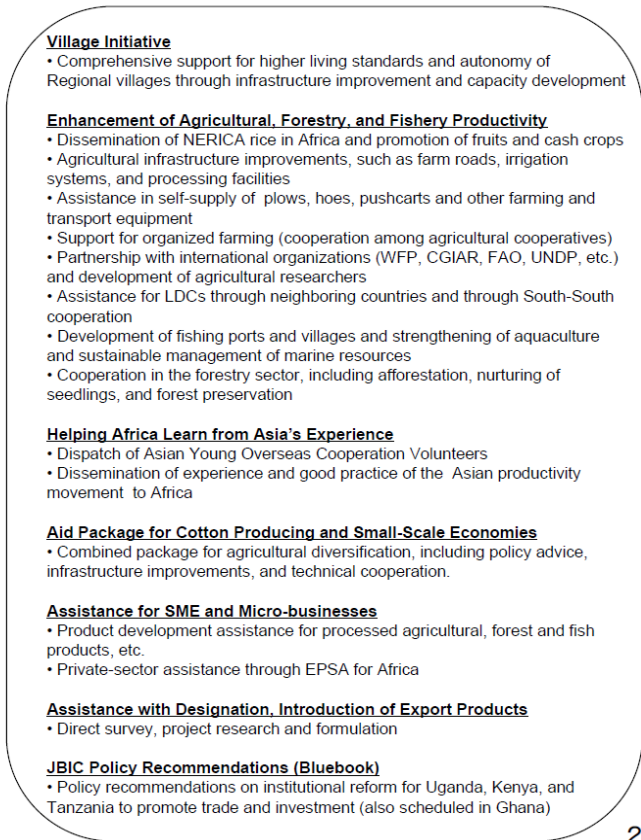 Village Initiative
• Comprehensive support for higher living standards and autonomy of
Regional villages through infrastructure improvement and capacity development
Enhancement of Agricultural, Forestry, and Fishery Productivity
• Dissemination of NERICA rice in Africa and promotion of fruits and cash crops
• Agricultural infrastructure improvements, such as farm roads, irrigation
systems, and processing facilities
• Assistance in self-supply of plows, hoes, pushcarts and other farming and
transport equipment
• Support for organized farming (cooperation among agricultural cooperatives)
• Partnership with international organizations (WFP, CGIAR, FAO, UNDP, etc.)
and development of agricultural researchers
• Assistance for LDCs through neighboring countries and through South-South
cooperation
• Development of fishing ports and villages and strengthening of aquaculture
and sustainable management of marine resources
• Cooperation in the forestry sector, including afforestation, nurturing of
seedlings, and forest preservation
Helping Africa Learn from Asia's Experience
• Dispatch of Asian Young Overseas Cooperation Volunteers
• Dissemination of experience and good practice of the Asian productivity
movement to Africa
Aid Package for Cotton Producing and Small-Scale Economies
• Combined package for agricultural diversification, including policy advice,
infrastructure improvements, and technical cooperation.
Assistance for SME and Micro-businesses
• Product development assistance for processed agricultural, forest and fish
products, etc.
• Private-sector assistance through EPSA for Africa
Assistance with Designation, Introduction of Export Products
• Direct survey, project research and formulation
JBIC Policy Recommendations (Bluebook)
• Policy recommendations on institutional reform for Uganda, Kenya, and
Tanzania to promote trade and investment (also scheduled in Ghana)
2